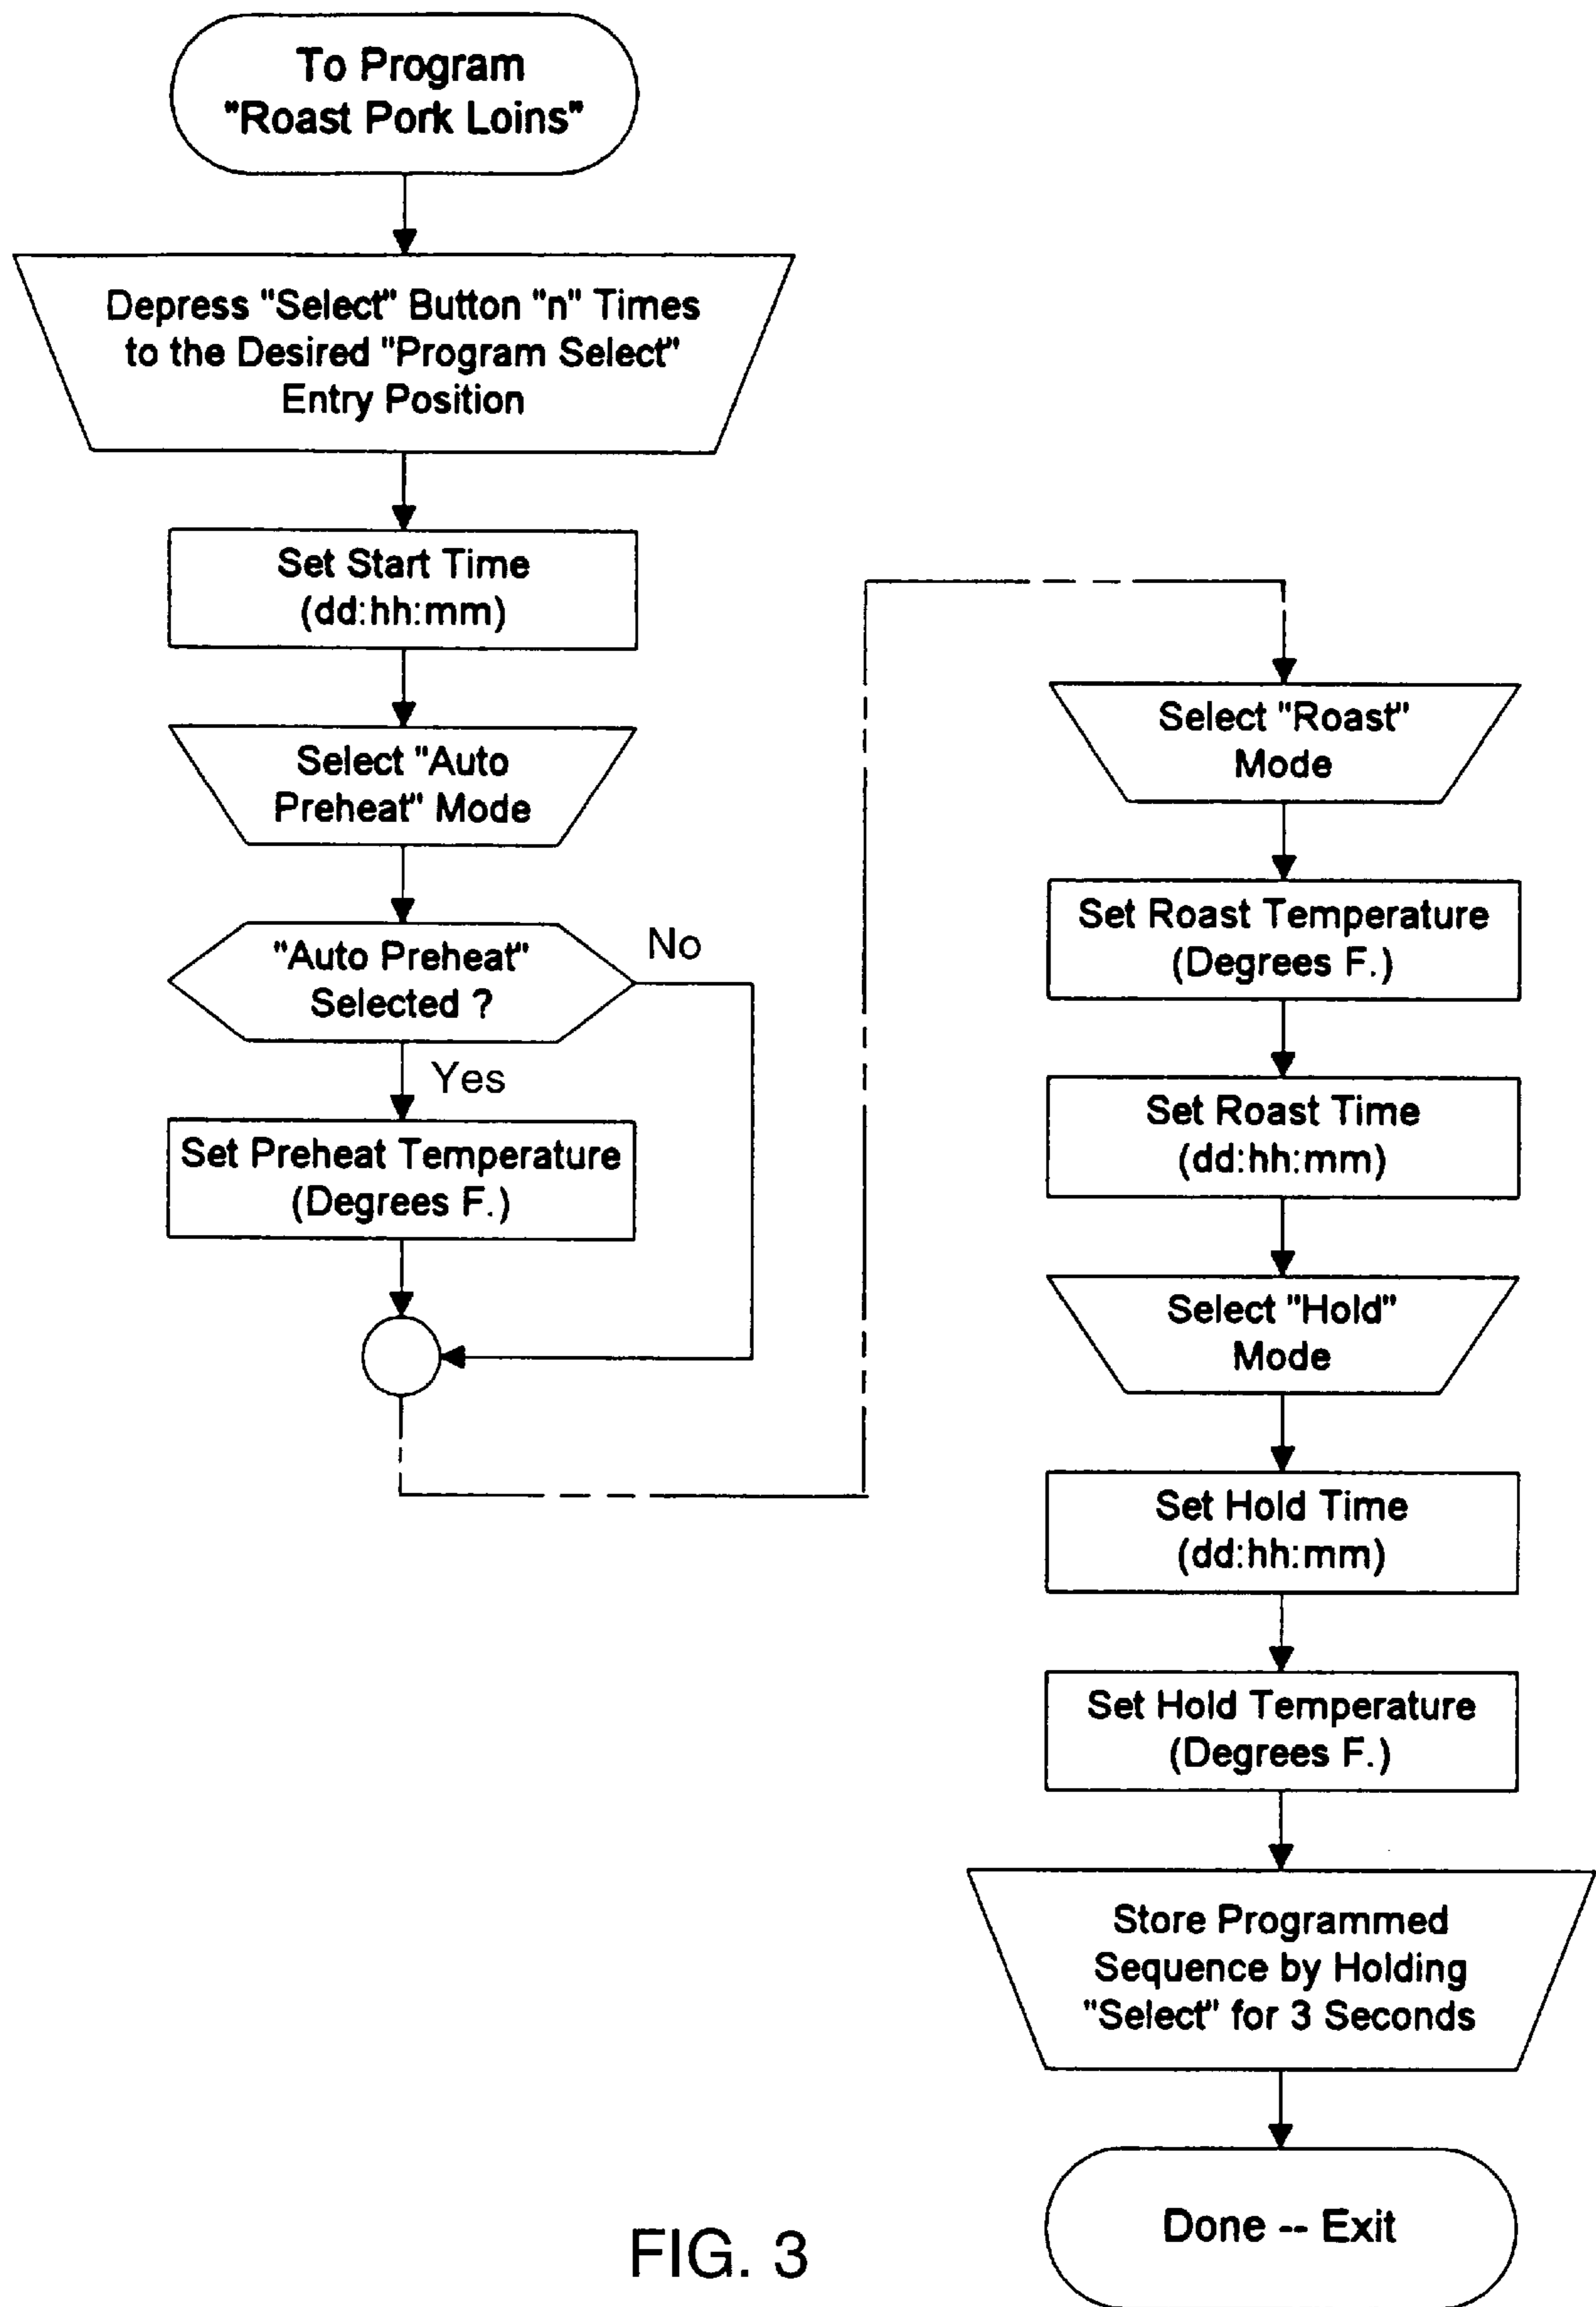 To Program
"Roast Pork Loins"
Depress "Select" Button "n" Times
to the Desired "Program Select"
Entry Position
Set Start Time
(dd:hh:mm)
Select "Auto
Preheat" Mode
"Auto Preheat"
Selected ?
No
Yes
Set Preheat Temperature
(Degrees F.)
Select "Roast"
Mode
Set Roast Temperature
(Degrees F.)
Set Roast Time
(dd:hh:mm)
Select "Hold"
Mode
Set Hold Time
(dd:hh:mm)
Set Hold Temperature
(Degrees F.)
Store Programmed
Sequence by Holding
"Select" for 3 Seconds
Done -- Exit
FIG. 3